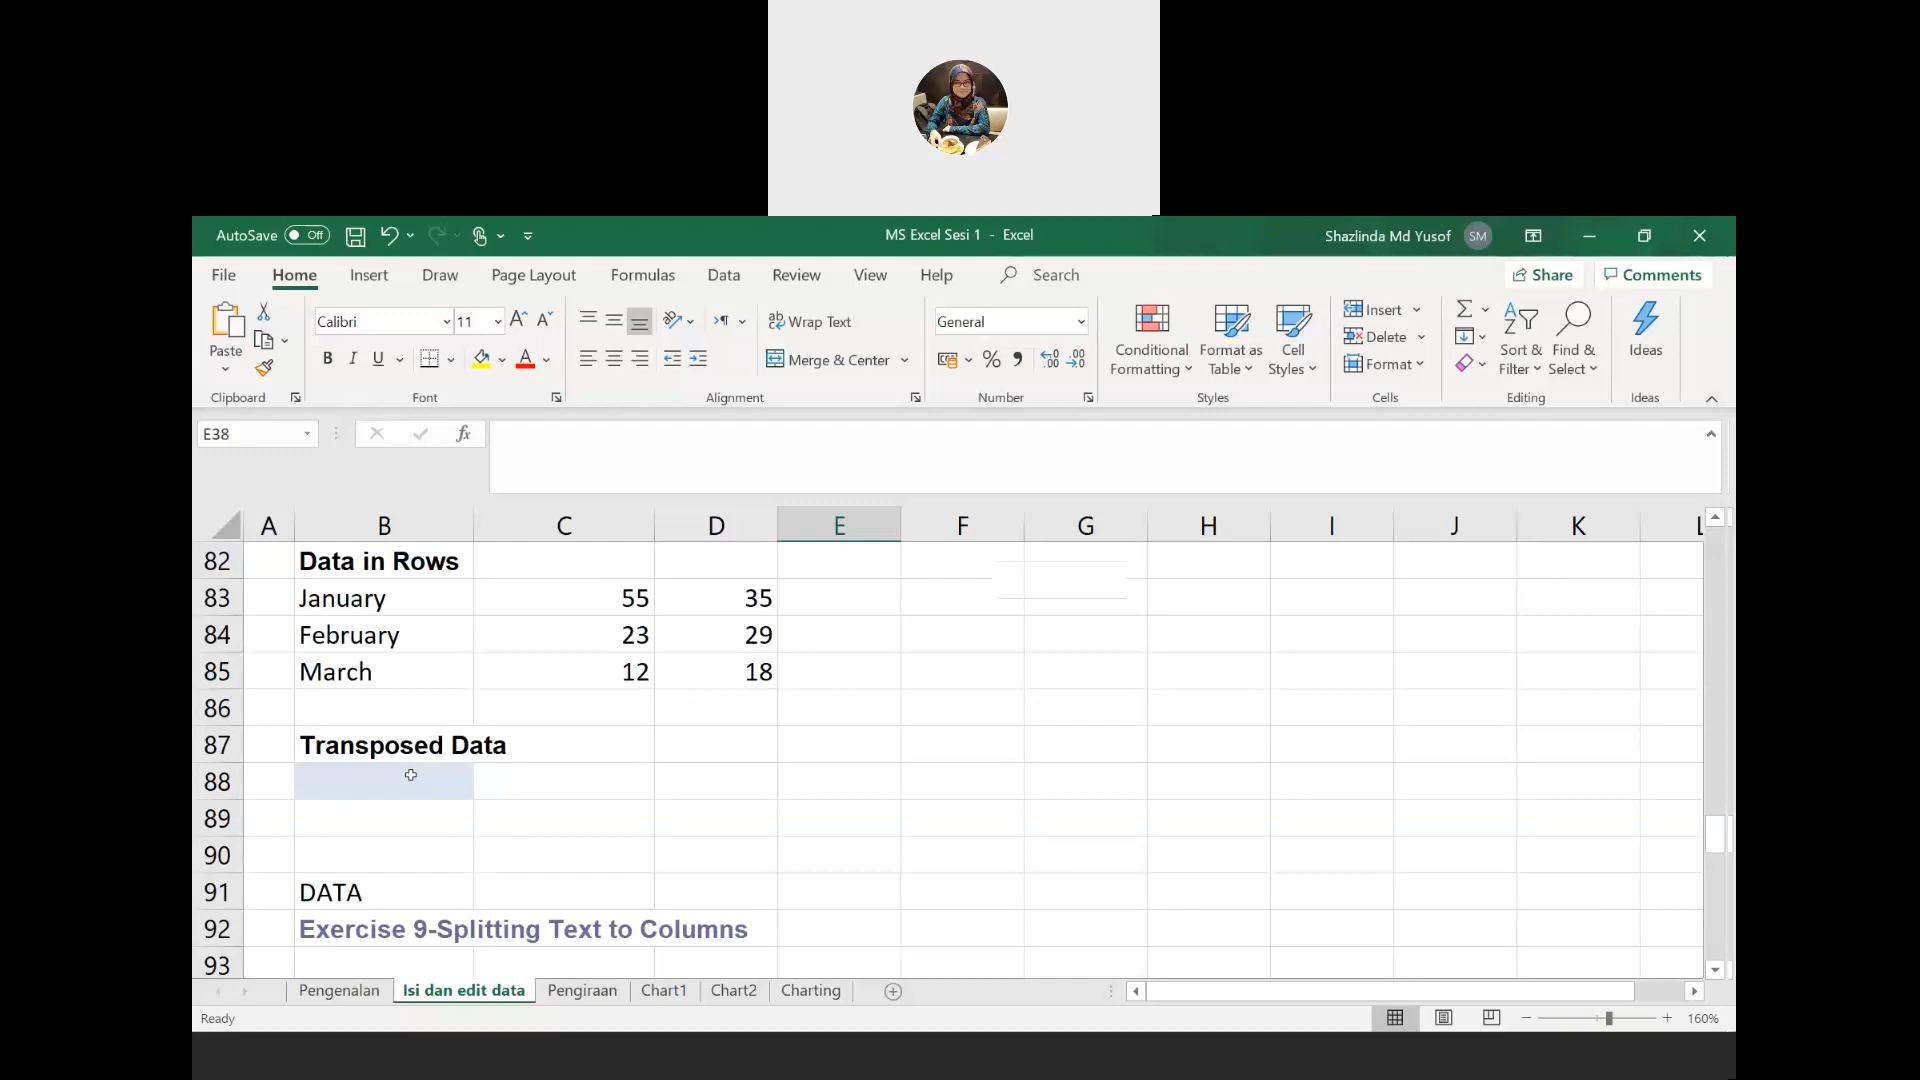 AutoSave Off
MS Excel Sesi 1 - Excel
Shazlinda Md Yusof SM
File Home Insert Draw Page Layout Formulas Data Review View Help Search Share Comments
Paste
Calibri 11
B I U A
ab Wrap Text
Merge & Center
General
% , .00
Conditional Formatting
Format as Table
Cell Styles
Insert
Delete
Format
Sort & Filter
Find & Select
Ideas
Clipboard Font Alignment Number Styles Cells Editing Ideas
E38 fx
A B C D E F G H I J K L
82 Data in Rows
83 January 55 35
84 February 23 29
85 March 12 18
86
87 Transposed Data
88
89
90
91 DATA
92 Exercise 9-Splitting Text to Columns
93
Pengenalan Isi dan edit data Pengiraan Chart1 Chart2 Charting
Ready 160%